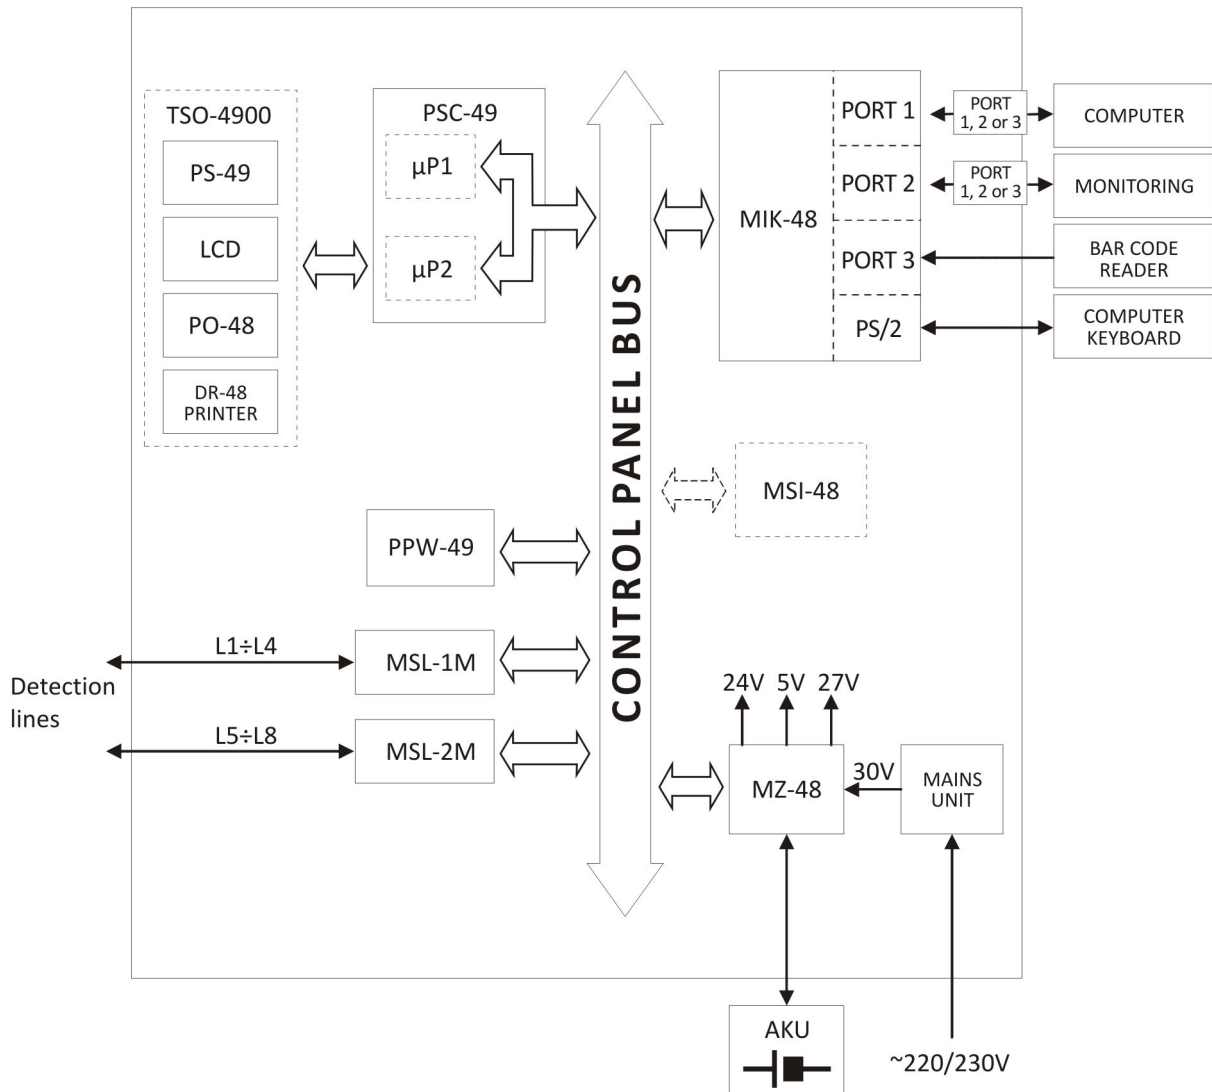 TSO-4900
PS-49
LCD
PO-48
DR-48
PRINTER
PSC-49
µP1
µP2
CONTROL PANEL BUS
MIK-48
PORT 1
PORT 2
PORT 3
PS/2
PORT
1, 2 or 3
COMPUTER
PORT
1, 2 or 3
MONITORING
BAR CODE
READER
COMPUTER
KEYBOARD
MSI-48
PPW-49
L1÷L4
MSL-1M
Detection
lines
L5÷L8
MSL-2M
24V
5V
27V
MZ-48
30V
MAINS
UNIT
AKU
~220/230V